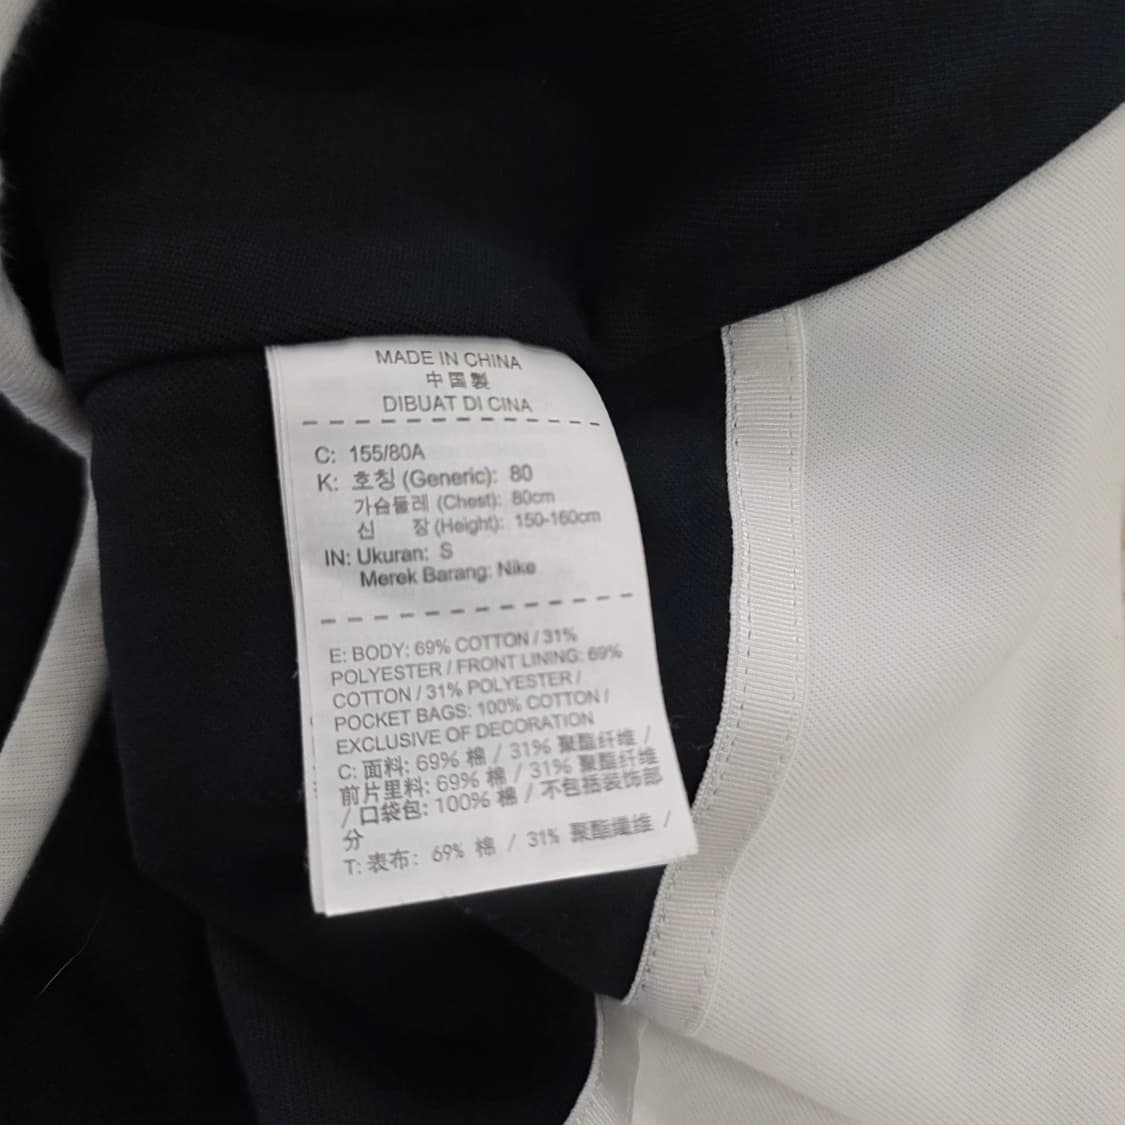 MADE IN CHINA
中国製
DIBUAT DI CINA
C: 155/80A
K: 호칭 (Generic): 80
가슴둘레 (Chest): 80cm
신 장 (Height): 150-160cm
IN: Ukuran: S
Merek Barang: Nike
E: BODY: 69% COTTON / 31%
POLYESTER / FRONT LINING: 69%
COTTON / 31% POLYESTER /
POCKET BAGS: 100% COTTON /
EXCLUSIVE OF DECORATION
C: 面料: 69% 棉 / 31% 聚酯纤维 /
前片里料: 69% 棉 / 31% 聚酯纤维
/ 口袋包: 100% 棉 / 不包括装饰部
分
T: 表布: 69% 棉 / 31% 聚酯纖維 /